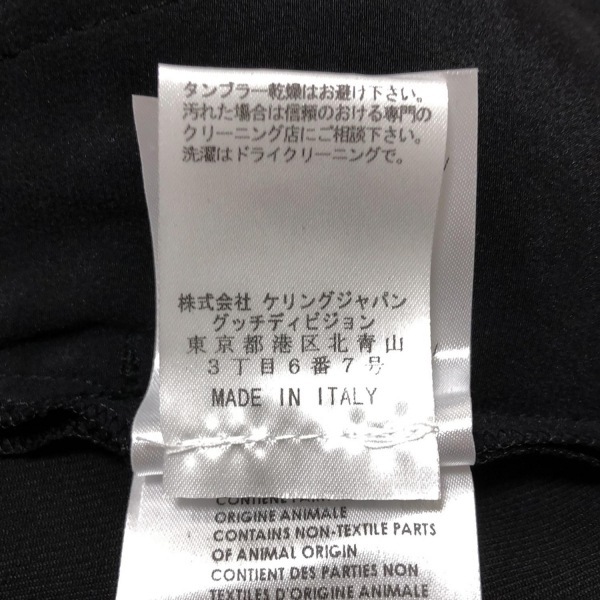 タンブラー乾燥はお避け下さい。
汚れた場合は信頼のおける専門の
クリーニング店にご相談下さい。
洗濯はドライクリーニングで。
株式会社 ケリングジャパン
グッチディビジョン
東京都港区北青山
3丁目6番7号
MADE IN ITALY
ORIGINE ANIMALE
CONTAINS NON-TEXTILE PARTS
OF ANIMAL ORIGIN
CONTIENT DES PARTIES NON
TEXTILES D'ORIGINE ANIMALE